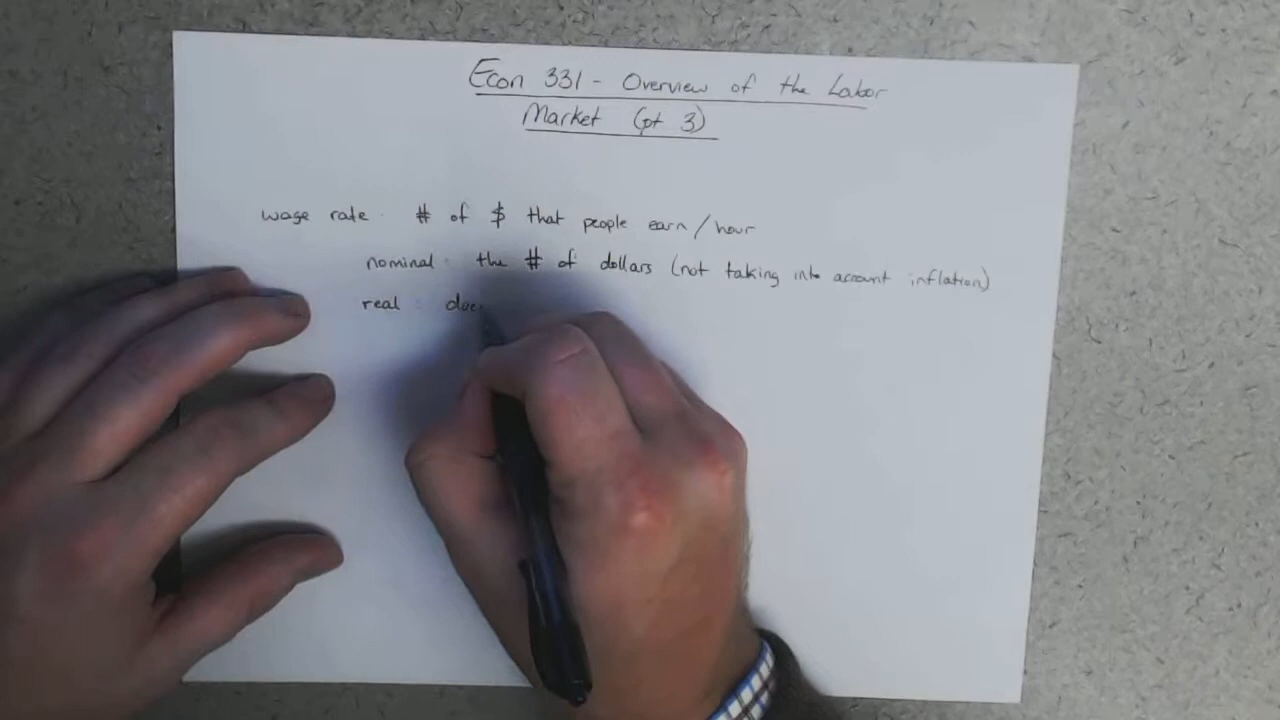 Econ 331 - Overview of the Labor
Market (pt 3)
wage rate: # of $ that people earn/hour
nominal: the # of dollars (not taking into account inflation)
real: does